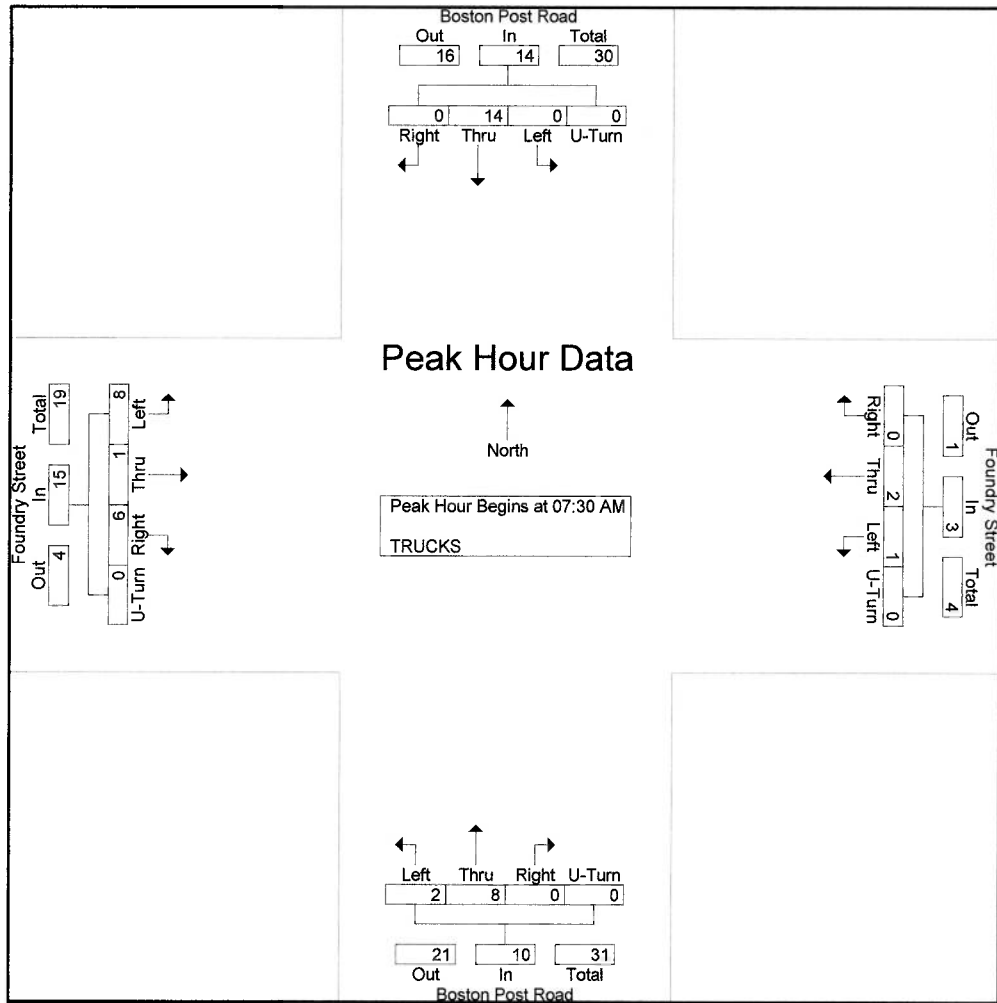 Boston Post Road
Out In Total
16 14 30
0 14 0 0
Right Thru Left U-Turn
Peak Hour Data
North
Peak Hour Begins at 07:30 AM
TRUCKS
Foundry Street
Out In Total
4 15 19
0 6 1 8
U-Turn Right Thru Left
Right Thru Left U-Turn
0 2 1 0
Out In Total
1 3 4
Foundry Street
Left Thru Right U-Turn
2 8 0 0
21 10 31
Out In Total
Boston Post Road